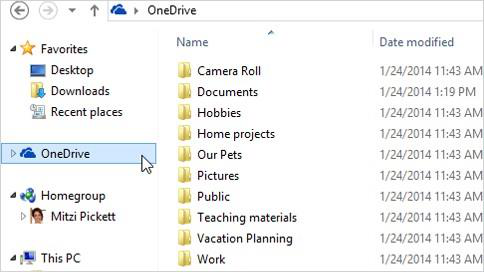 OneDrive
Favorites
Desktop
Downloads
Recent places
OneDrive
Homegroup
Mitzi Pickett
This PC
Name Date modified
Camera Roll 1/24/2014 11:43 AM
Documents 1/24/2014 1:19 PM
Hobbies 1/24/2014 11:43 AM
Home projects 1/24/2014 11:43 AM
Our Pets 1/24/2014 11:43 AM
Pictures 1/24/2014 11:43 AM
Public 1/24/2014 11:43 AM
Teaching materials 1/24/2014 11:43 AM
Vacation Planning 1/24/2014 11:43 AM
Work 1/24/2014 11:43 AM